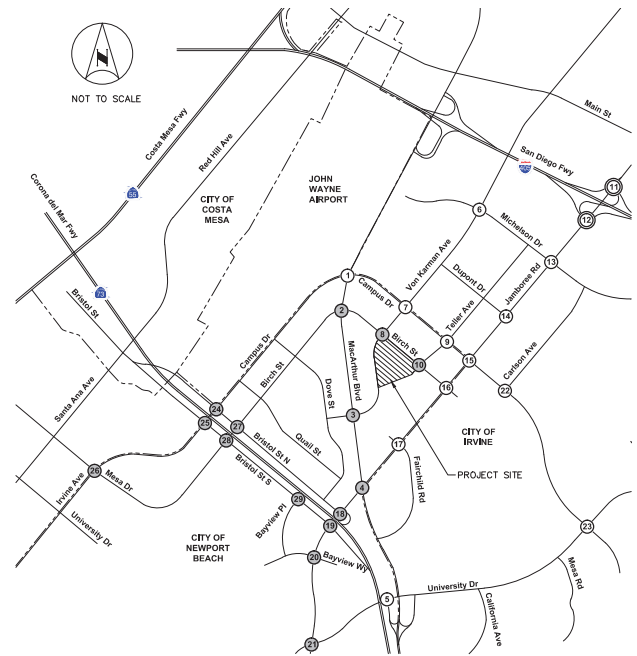 N
NOT TO SCALE
Costa Mesa Fwy
Red Hill Ave
Main St
San Diego Fwy
405
55
CITY OF
COSTA
MESA
JOHN
WAYNE
AIRPORT
Corona del Mar Fwy
73
Bristol St
11
12
6
Michelson Dr
13
Von Karman Ave
Dupont Dr
Jamboree Rd
14
Teller Ave
1
Campus Dr
7
2
8
Birch St
9
10
15
16
Carlson Ave
22
Campus Dr
Birch St
MacArthur Blvd
Dove St
3
CITY OF
IRVINE
Santa Ana Ave
24
25
27
28
Bristol St N
Quail St
17
PROJECT SITE
Fairchild Rd
Bristol St S
26
Mesa Dr
Irvine Ave
University Dr
4
29
18
19
Bayview Pl
CITY OF
NEWPORT
BEACH
20
Bayview Wy
23
Mesa Rd
University Dr
5
California Ave
21